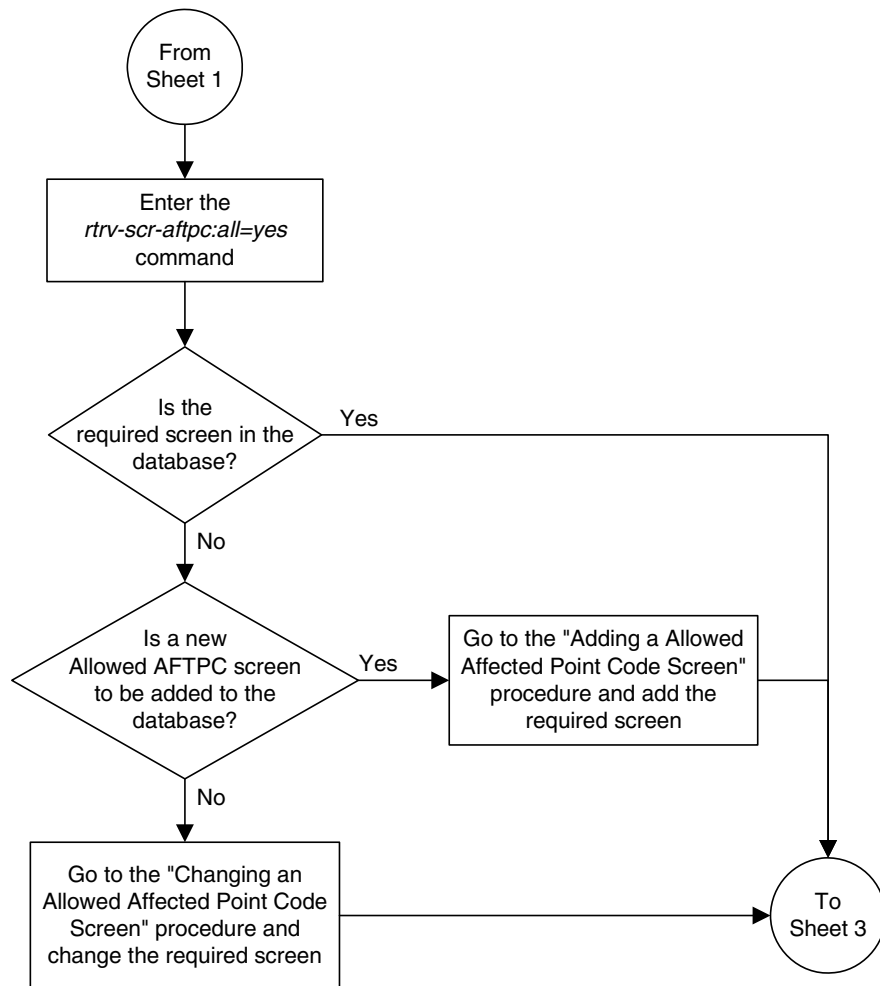 From
Sheet 1
Enter the
rtrv-scr-aftpc:all=yes
command
Is the
required screen in the
database?
Yes
No
Is a new
Allowed AFTPC screen
to be added to the
database?
Yes
Go to the "Adding a Allowed
Affected Point Code Screen"
procedure and add the
required screen
No
Go to the "Changing an
Allowed Affected Point Code
Screen" procedure and
change the required screen
To
Sheet 3